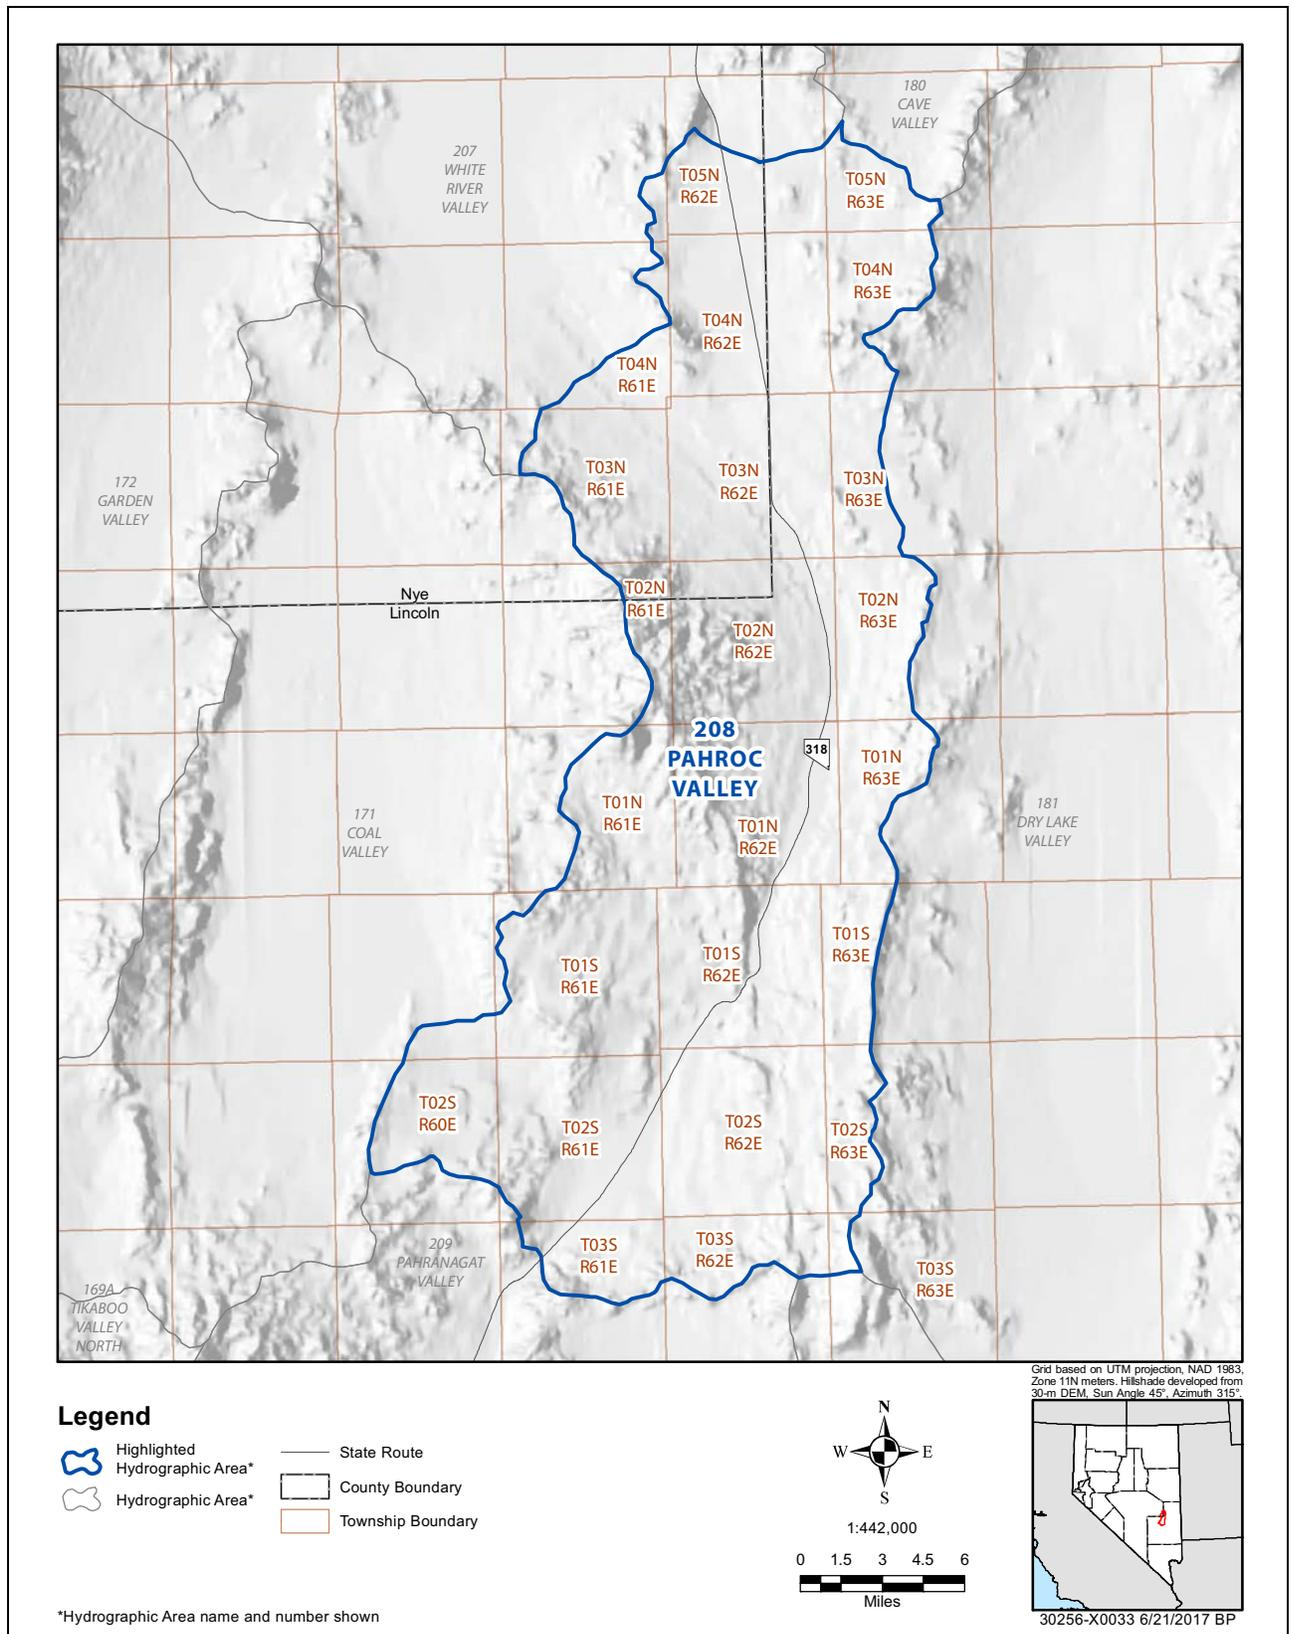 180
CAVE
VALLEY
207
WHITE
RIVER
VALLEY
T05N
R62E
T05N
R63E
T04N
R63E
T04N
R62E
T04N
R61E
172
GARDEN
VALLEY
T03N
R61E
T03N
R62E
T03N
R63E
Nye
Lincoln
T02N
R61E
T02N
R62E
T02N
R63E
208
PAHROC
VALLEY
318
T01N
R63E
171
COAL
VALLEY
T01N
R61E
T01N
R62E
181
DRY LAKE
VALLEY
T01S
R61E
T01S
R62E
T01S
R63E
T02S
R60E
T02S
R61E
T02S
R62E
T02S
R63E
209
PAHRANAGAT
VALLEY
T03S
R61E
T03S
R62E
T03S
R63E
169A
TIKABOO
VALLEY
NORTH
Grid based on UTM projection, NAD 1983,
Zone 11N meters. Hillshade developed from
30-m DEM, Sun Angle 45°, Azimuth 315°.
Legend
Highlighted
Hydrographic Area*
Hydrographic Area*
State Route
County Boundary
Township Boundary
N
W E
S
1:442,000
0 1.5 3 4.5 6
Miles
*Hydrographic Area name and number shown
30256-X0033 6/21/2017 BP